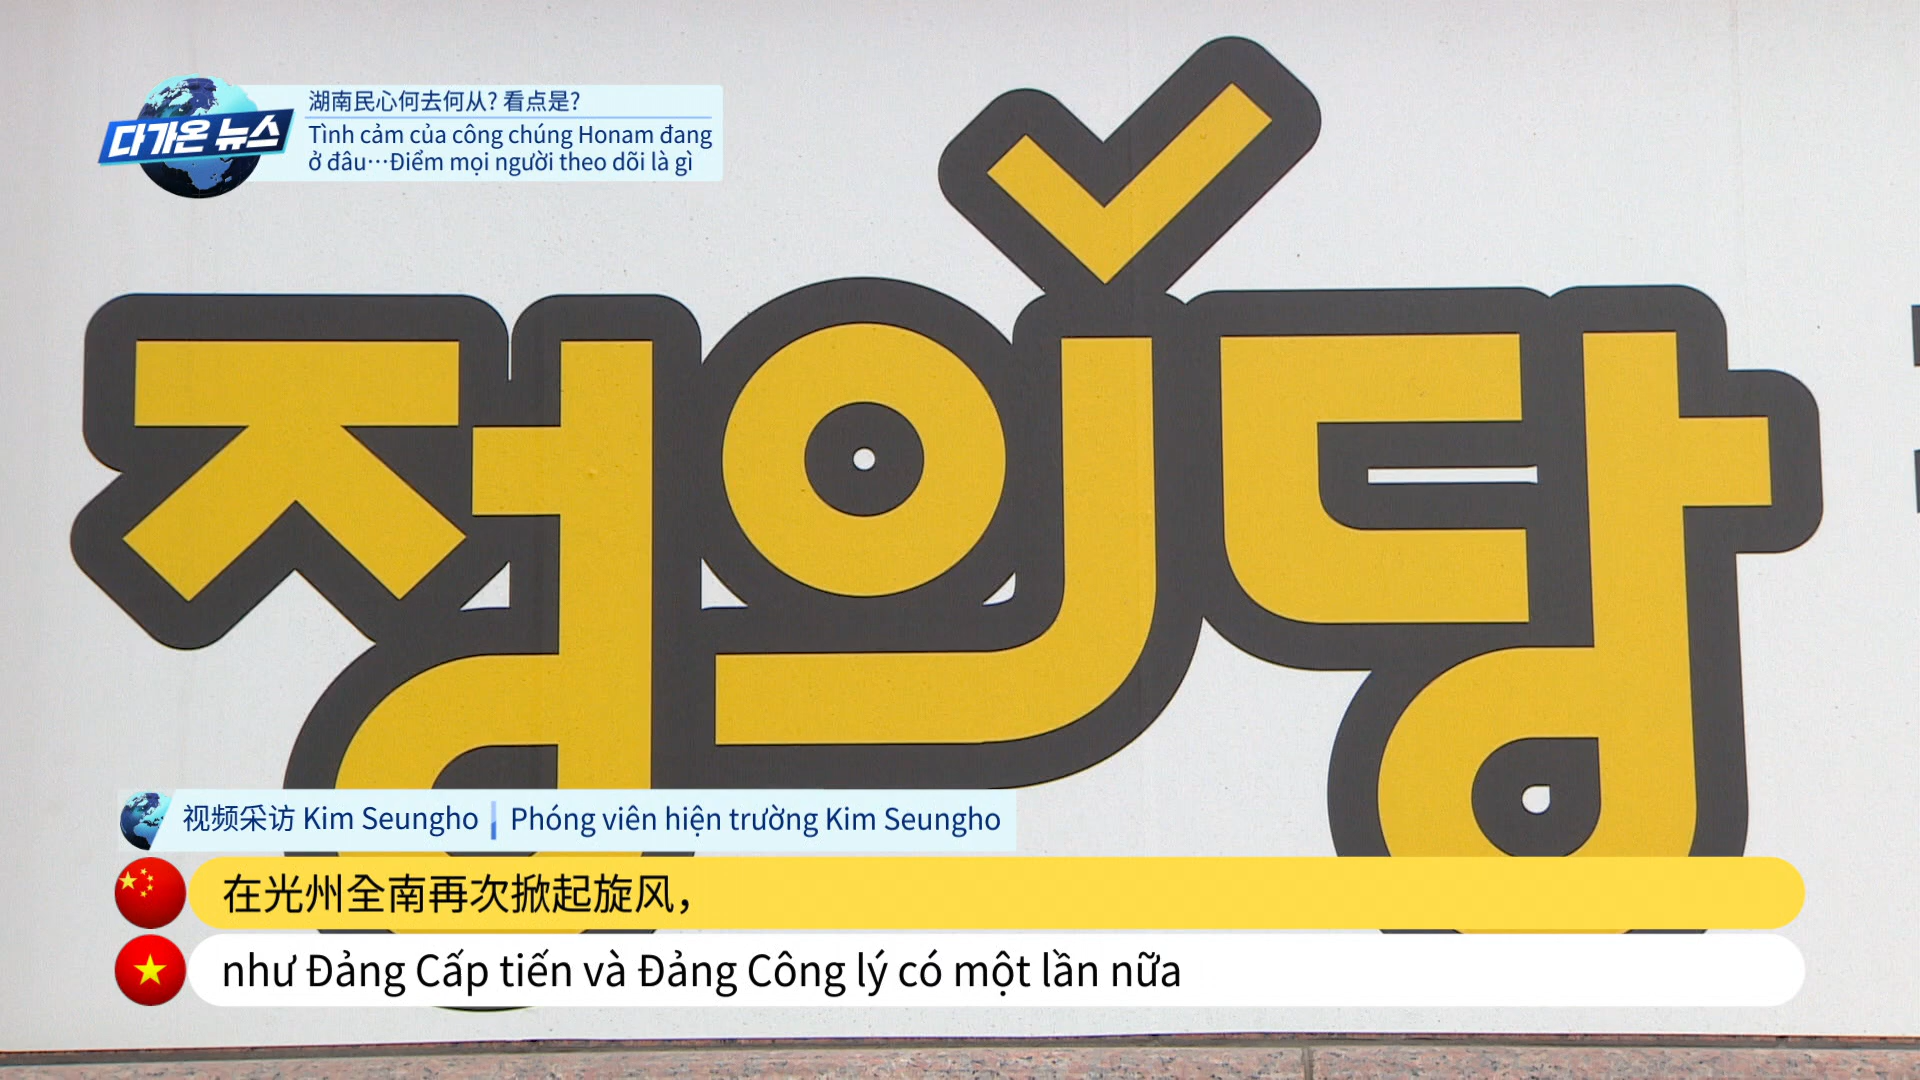 湖南民心何去何从? 看点是?
다가온 뉴스
Tình cảm của công chúng Honam đang
ở đâu…Điểm mọi người theo dõi là gì
정의당
视频采访 Kim Seungho
Phóng viên hiện trường Kim Seungho
在光州全南再次掀起旋风，
như Đảng Cấp tiến và Đảng Công lý có một lần nữa